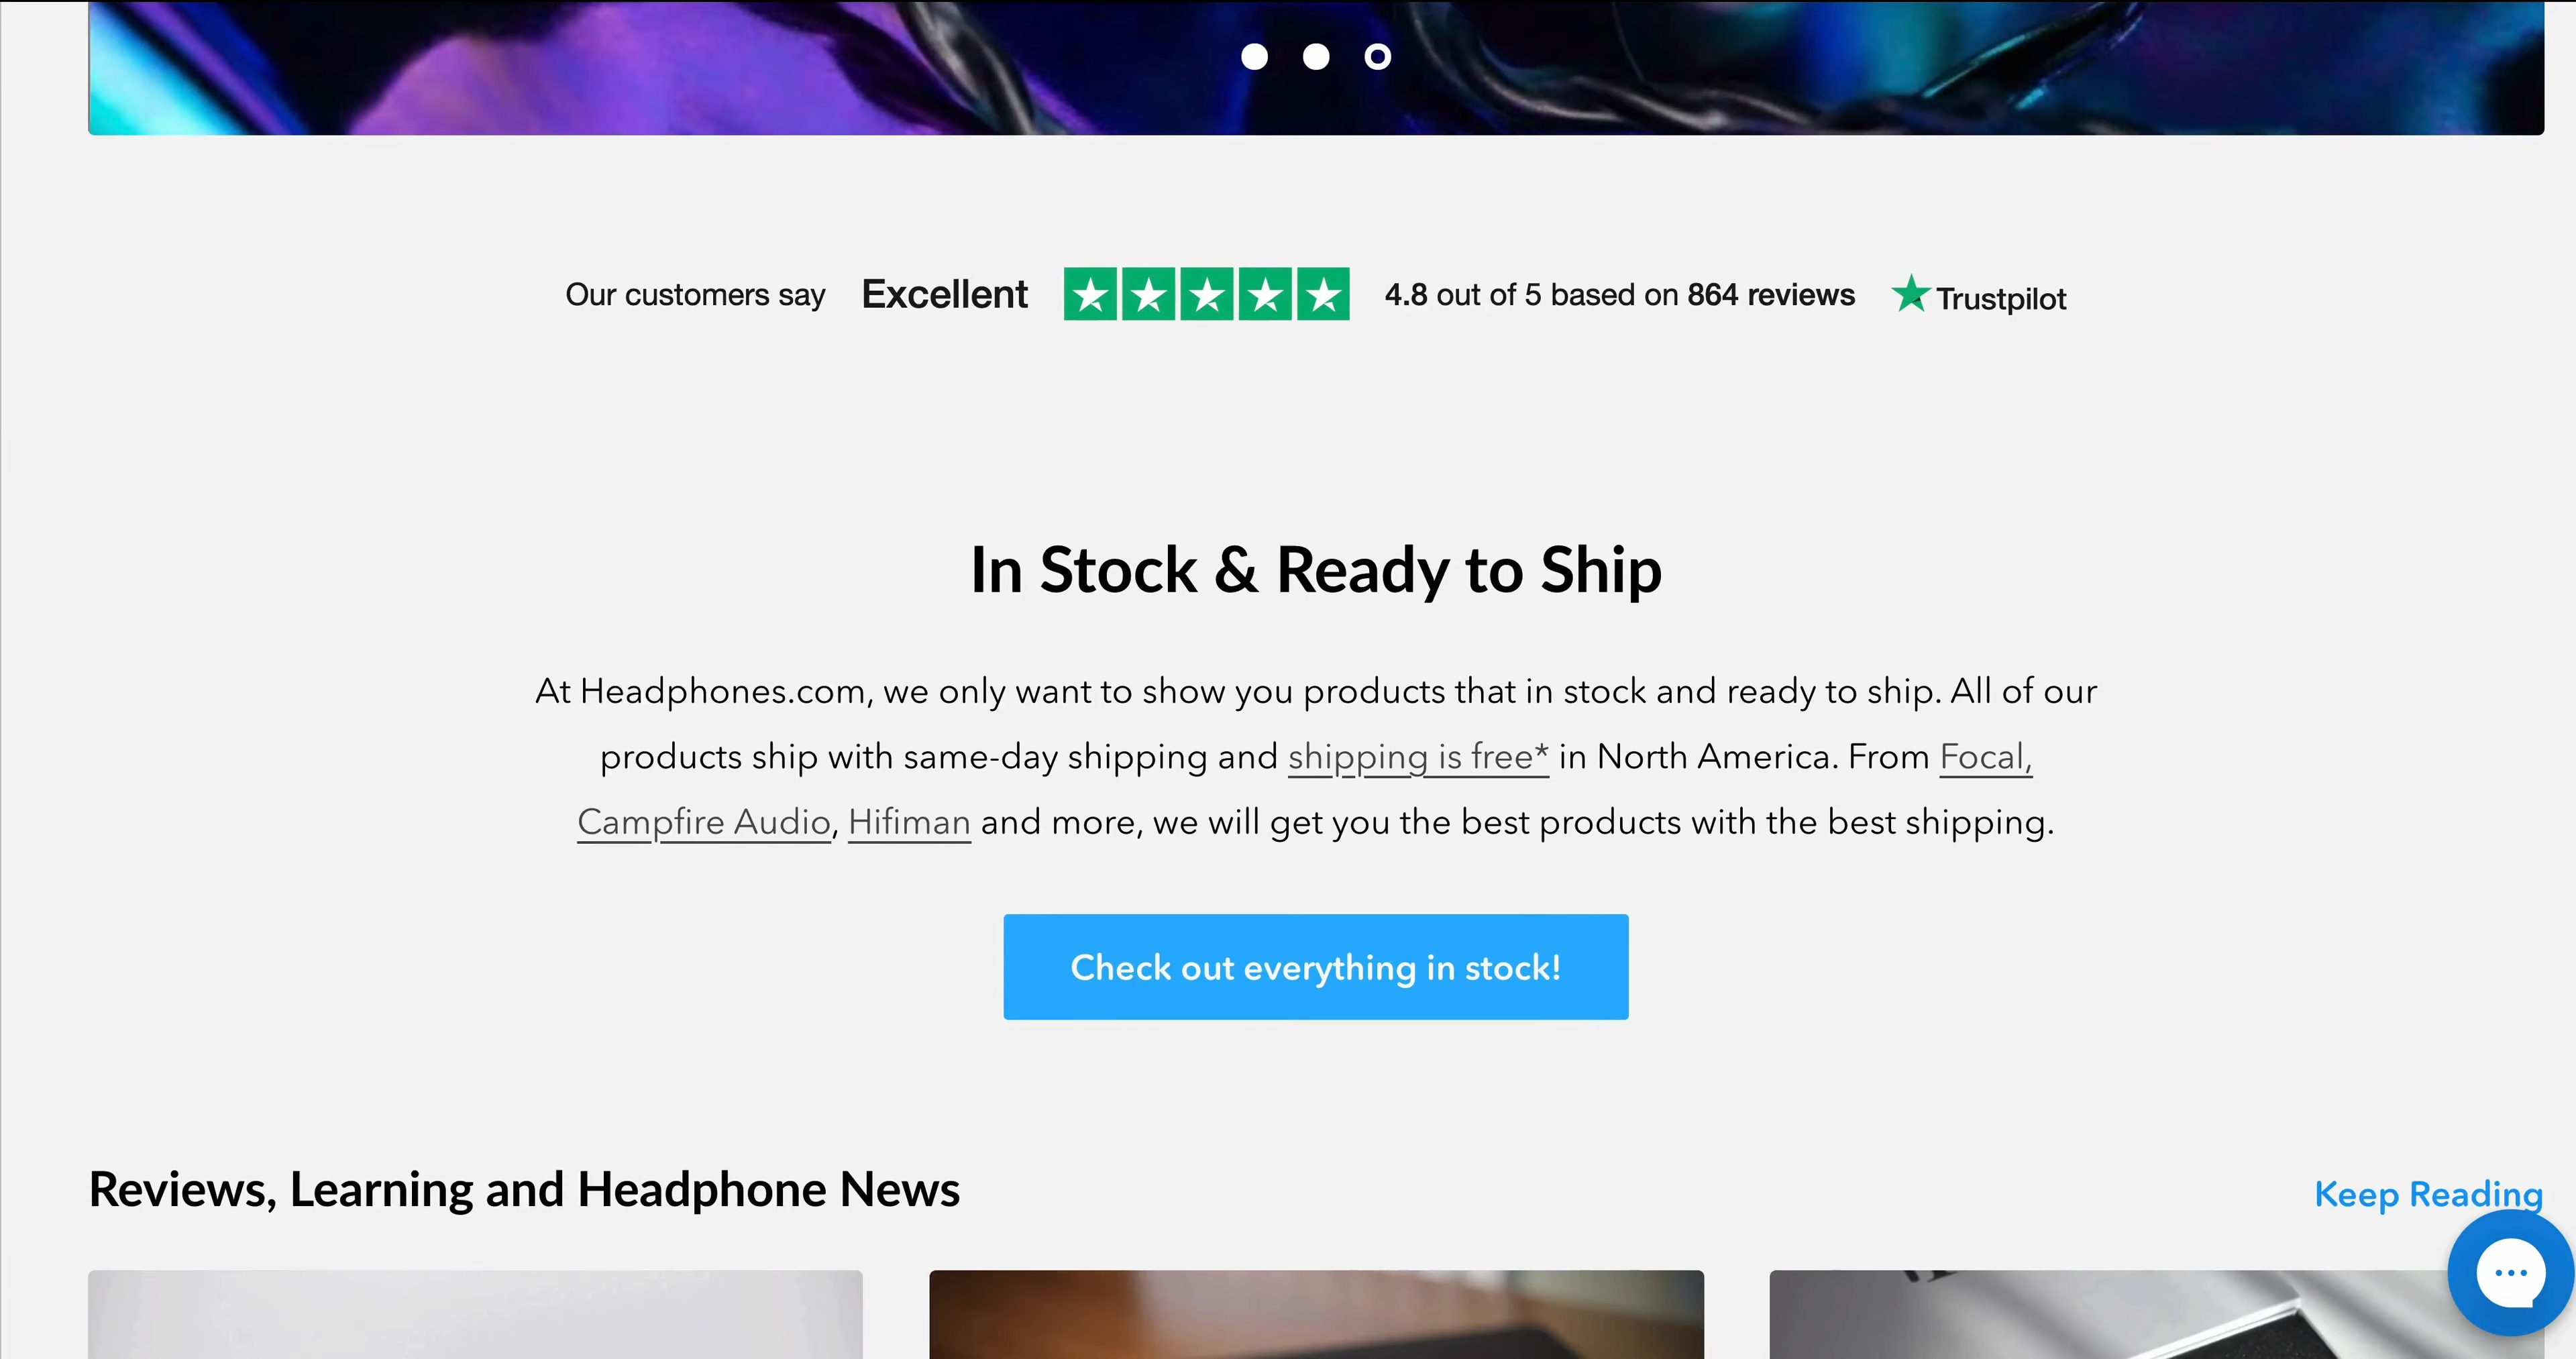 Our customers say Excellent 4.8 out of 5 based on 864 reviews Trustpilot
In Stock & Ready to Ship
At Headphones.com, we only want to show you products that in stock and ready to ship. All of our
products ship with same-day shipping and shipping is free* in North America. From Focal,
Campfire Audio, Hifiman and more, we will get you the best products with the best shipping.
Check out everything in stock!
Reviews, Learning and Headphone News
Keep Reading